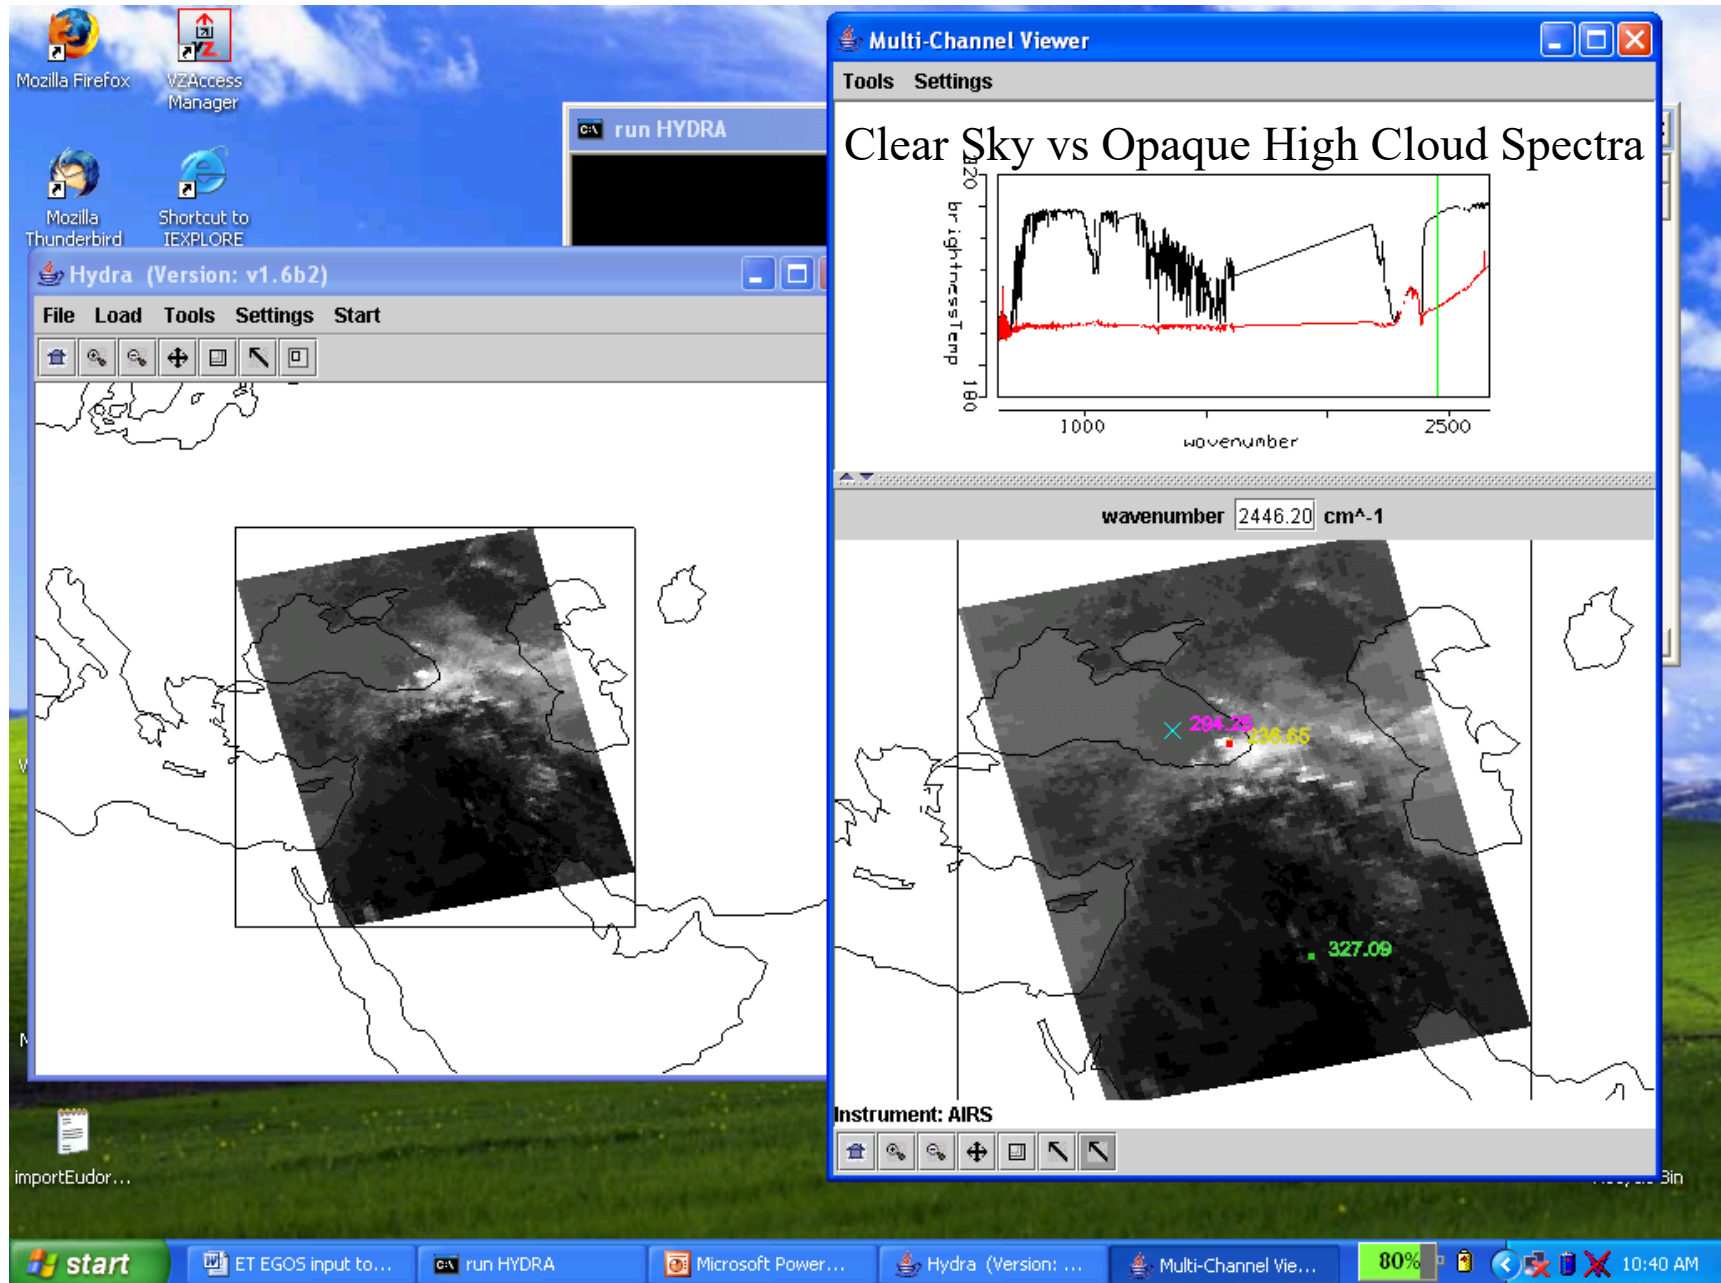 Mozilla Firefox
VZAccess
Manager
Mozilla
Thunderbird
Shortcut to
IEXPLORE
run HYDRA
Hydra (Version: v1.6b2)
File Load Tools Settings Start
Multi-Channel Viewer
Tools Settings
Clear Sky vs Opaque High Cloud Spectra
320
brightnessTemp
180
1000
2500
wavenumber
wavenumber 2446.20 cm^-1
294.25
236.65
327.09
Instrument: AIRS
importEudor...
Bin
start
ET EGOS input to...
run HYDRA
Microsoft Power...
Hydra (Version: ...
Multi-Channel Vie...
80%
10:40 AM